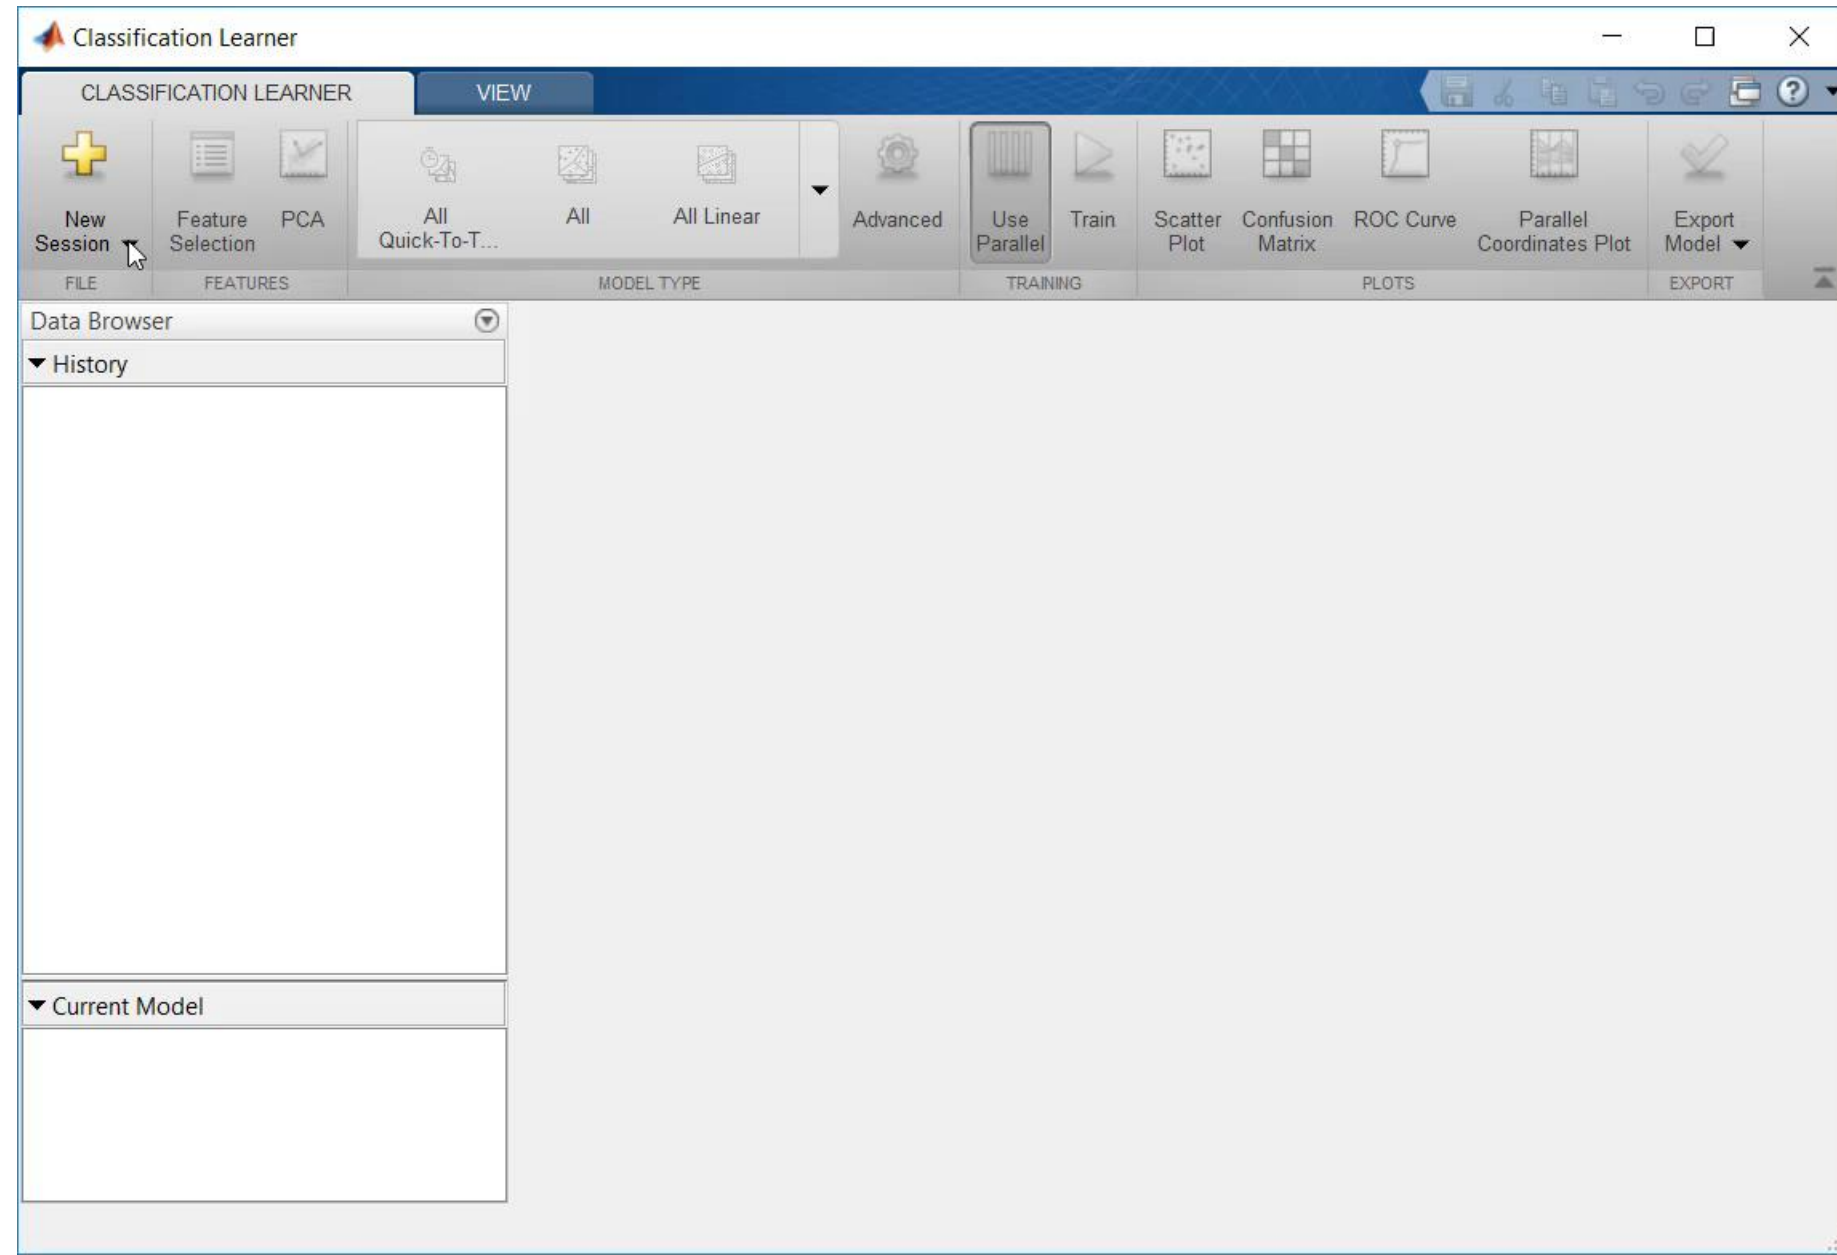 Classification Learner
CLASSIFICATION LEARNER
VIEW
New
Session
Feature
Selection
PCA
All
Quick-To-T...
All
All Linear
Advanced
Use
Parallel
Train
Scatter
Plot
Confusion
Matrix
ROC Curve
Parallel
Coordinates Plot
Export
Model
FILE
FEATURES
MODEL TYPE
TRAINING
PLOTS
EXPORT
Data Browser
History
Current Model